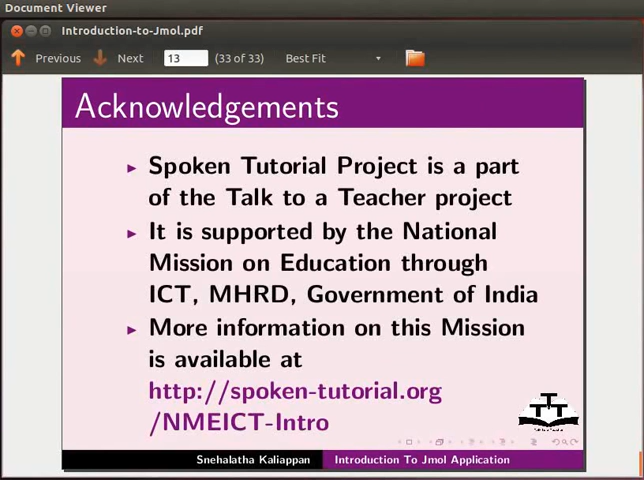 Document Viewer
Introduction-to-Jmol.pdf
Previous Next 13 (33 of 33) Best Fit
Acknowledgements
Spoken Tutorial Project is a part
of the Talk to a Teacher project
It is supported by the National
Mission on Education through
ICT, MHRD, Government of India
More information on this Mission
is available at
http://spoken-tutorial.org
/NMEICT-Intro
Snehalatha Kaliappan Introduction To Jmol Application